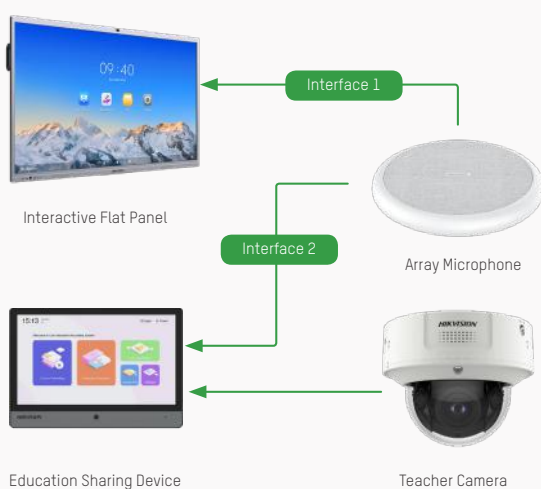 09:40
Interface 1
Interactive Flat Panel
Interface 2
Array Microphone
15:13
HIKVISION
HIKVISION
Education Sharing Device
Teacher Camera